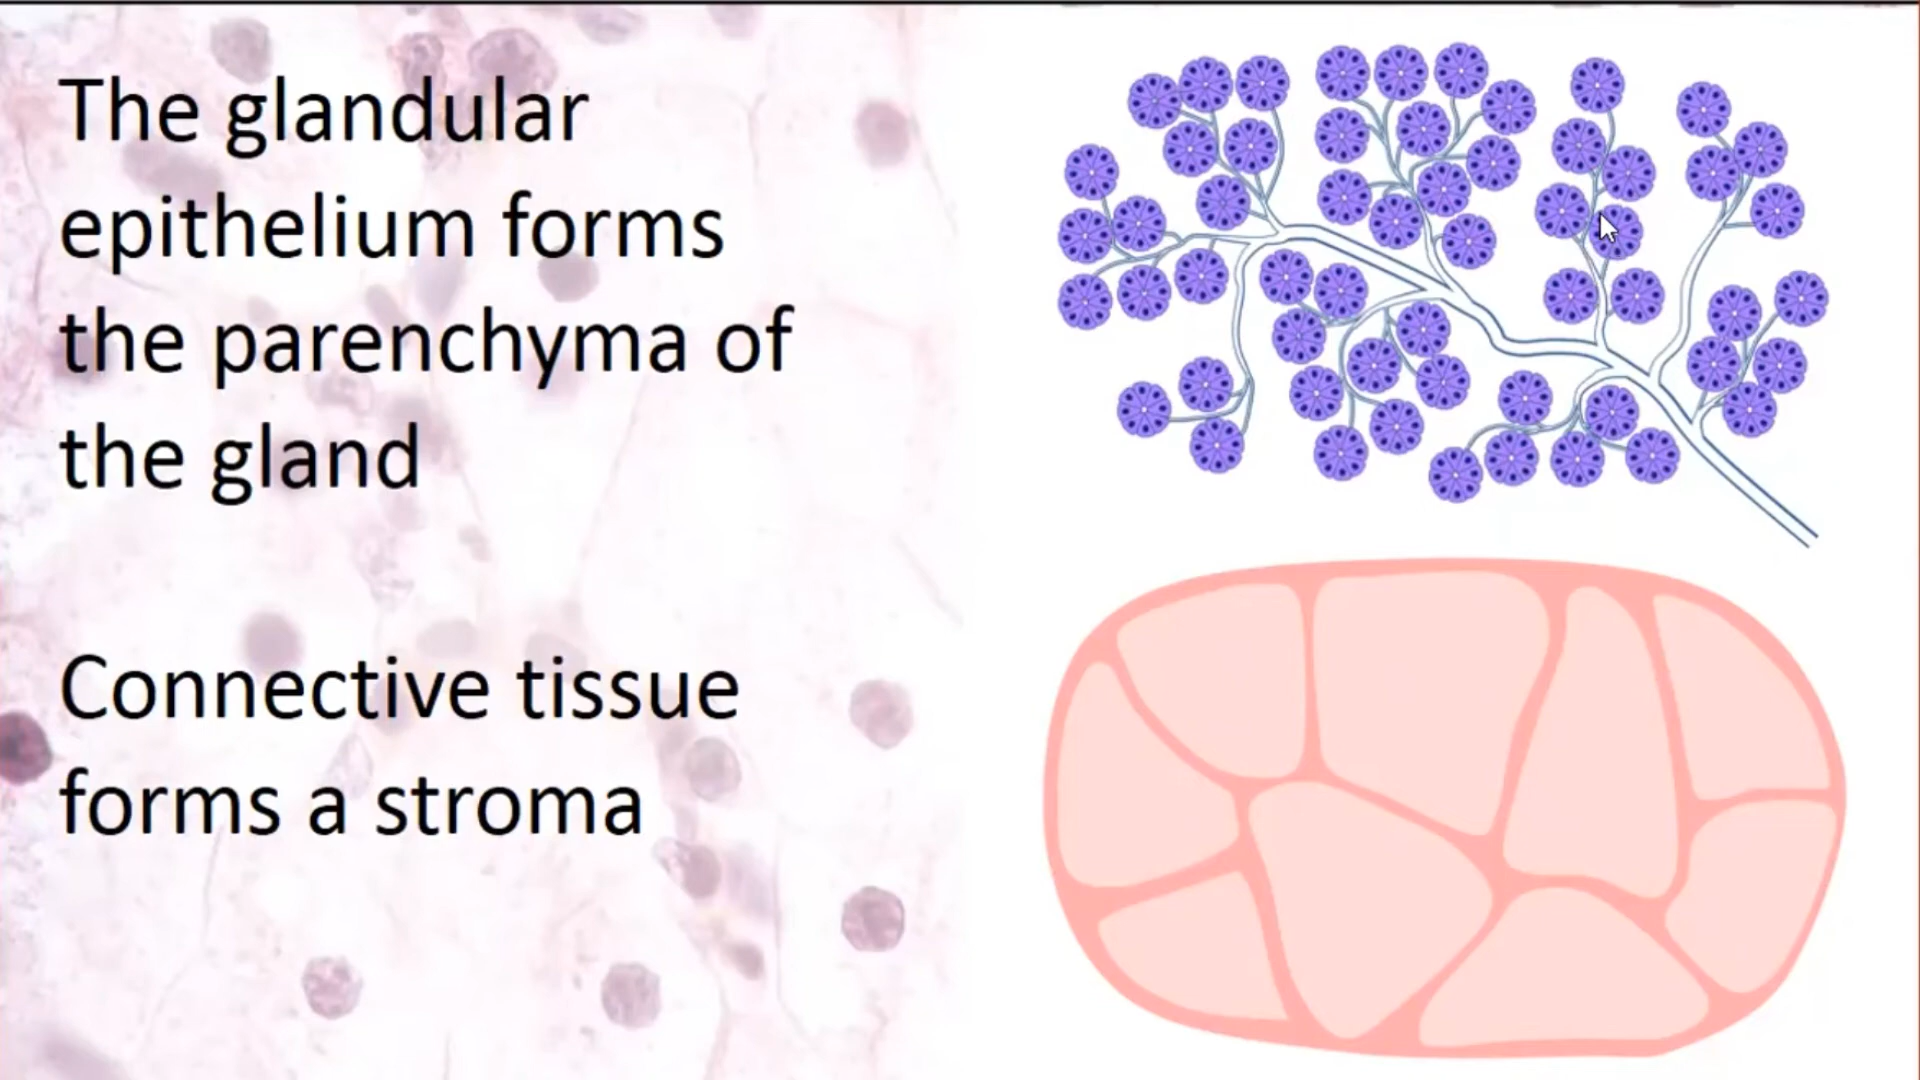 The glandular
epithelium forms
the parenchyma of
the gland
Connective tissue
forms a stroma